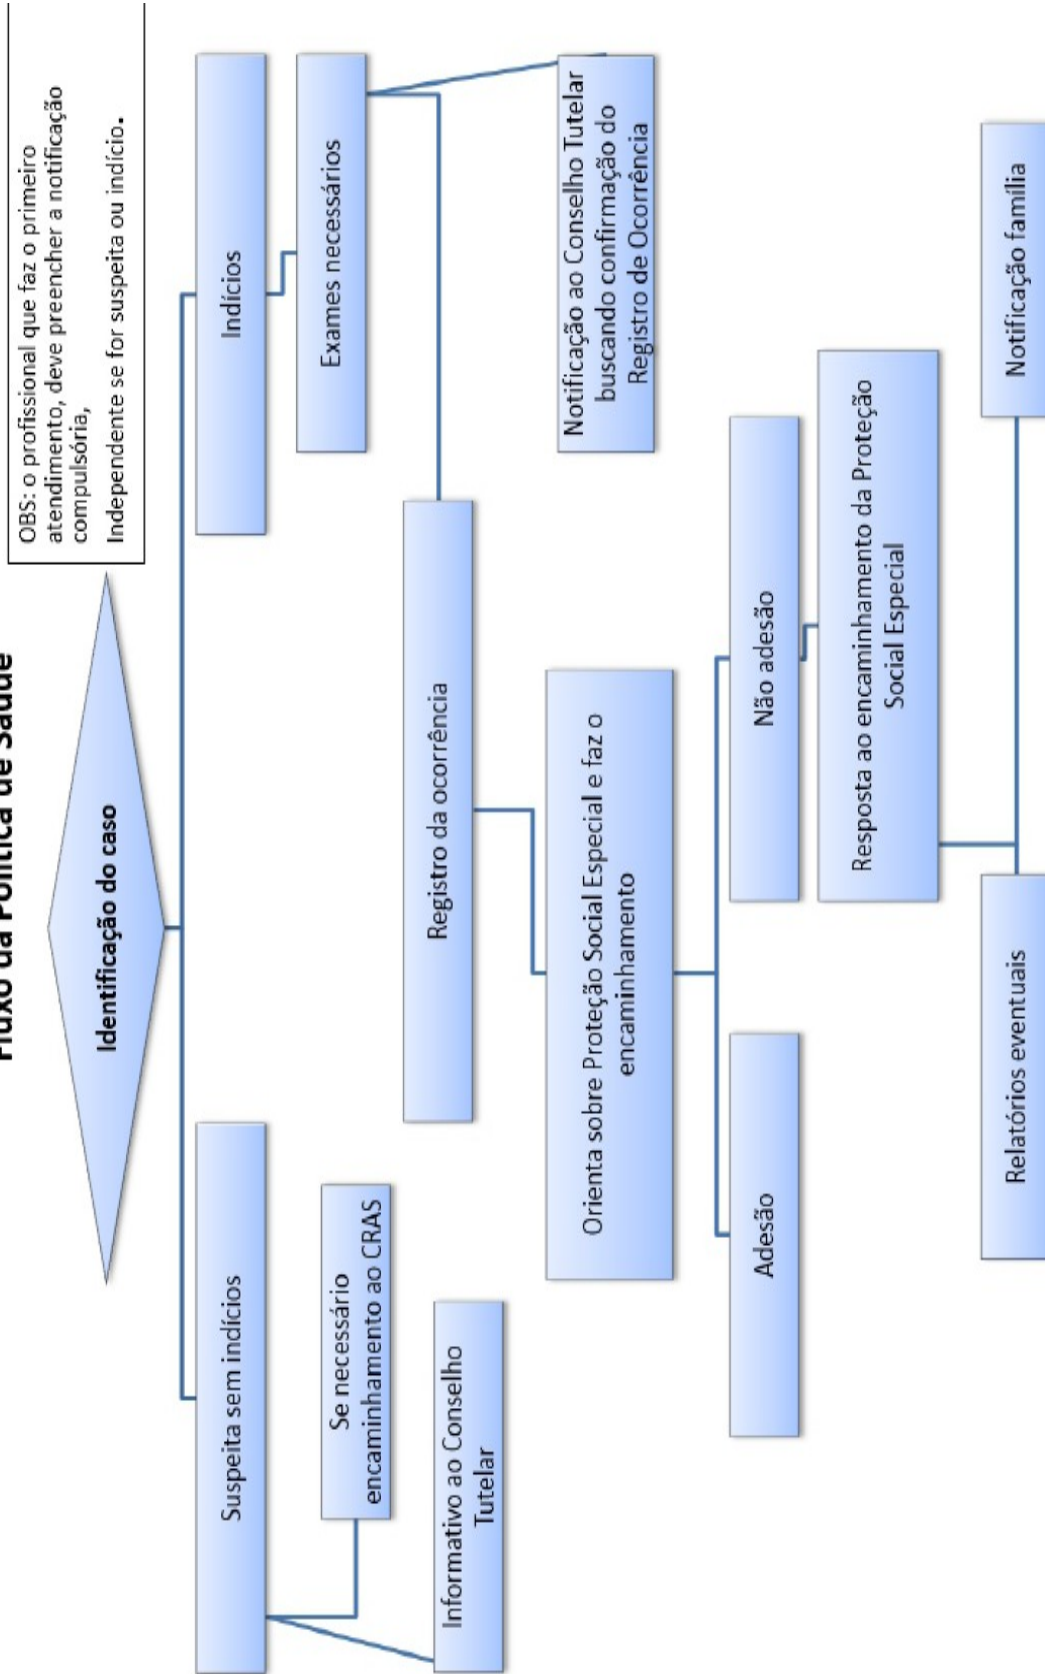 Fluxo da Política de Saúde
OBS: o profissional que faz o primeiro
atendimento, deve preencher a notificação
compulsória,
Independente se for suspeita ou indício.
Identificação do caso
Suspeita sem indícios
Indícios
Se necessário
encaminhamento ao CRAS
Exames necessários
Informativo ao Conselho
Tutelar
Registro da ocorrência
Notificação ao Conselho Tutelar
buscando confirmação do
Registro de Ocorrência
Orienta sobre Proteção Social Especial e faz o
encaminhamento
Adesão
Não adesão
Resposta ao encaminhamento da Proteção
Social Especial
Relatórios eventuais
Notificação família